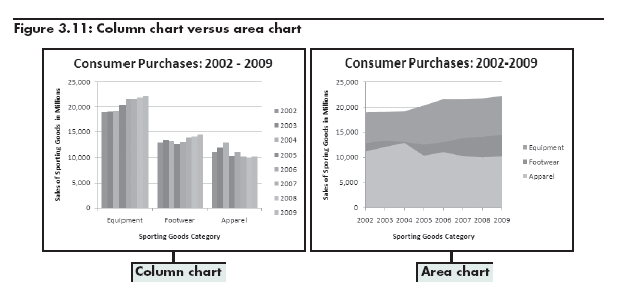 Figure 3.11: Column chart versus area chart
Consumer Purchases: 2002 - 2009
Sales of Sporting Goods in Millions
25,000
20,000
15,000
10,000
5,000
0
Equipment Footwear Apparel
Sporting Goods Category
2002
2003
2004
2005
2006
2007
2008
2009
Column chart
Consumer Purchases: 2002-2009
Sales of Sporing Goods in Millions
25,000
20,000
15,000
10,000
5,000
0
2002 2003 2004 2005 2006 2007 2008 2009
Sporting Goods Category
Equipment
Footwear
Apparel
Area chart